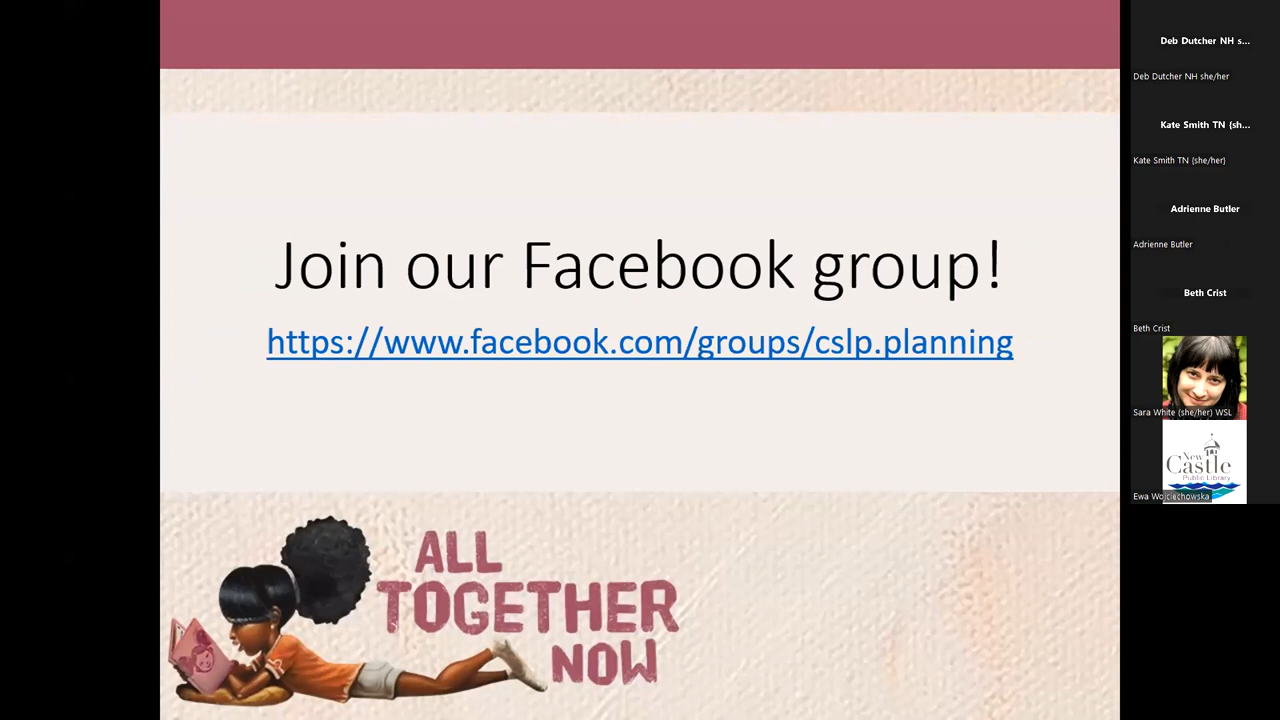 Join our Facebook group!
https://www.facebook.com/groups/cslp.planning
ALL
TOGETHER
NOW
Deb Dutcher NH s...
Deb Dutcher NH she/her
Kate Smith TN (sh...
Kate Smith TN (she/her)
Adrienne Butler
Adrienne Butler
Beth Crist
Beth Crist
Sara White (she/her) WSL
New
Castle
Public Library
Ewa Wojciechowska